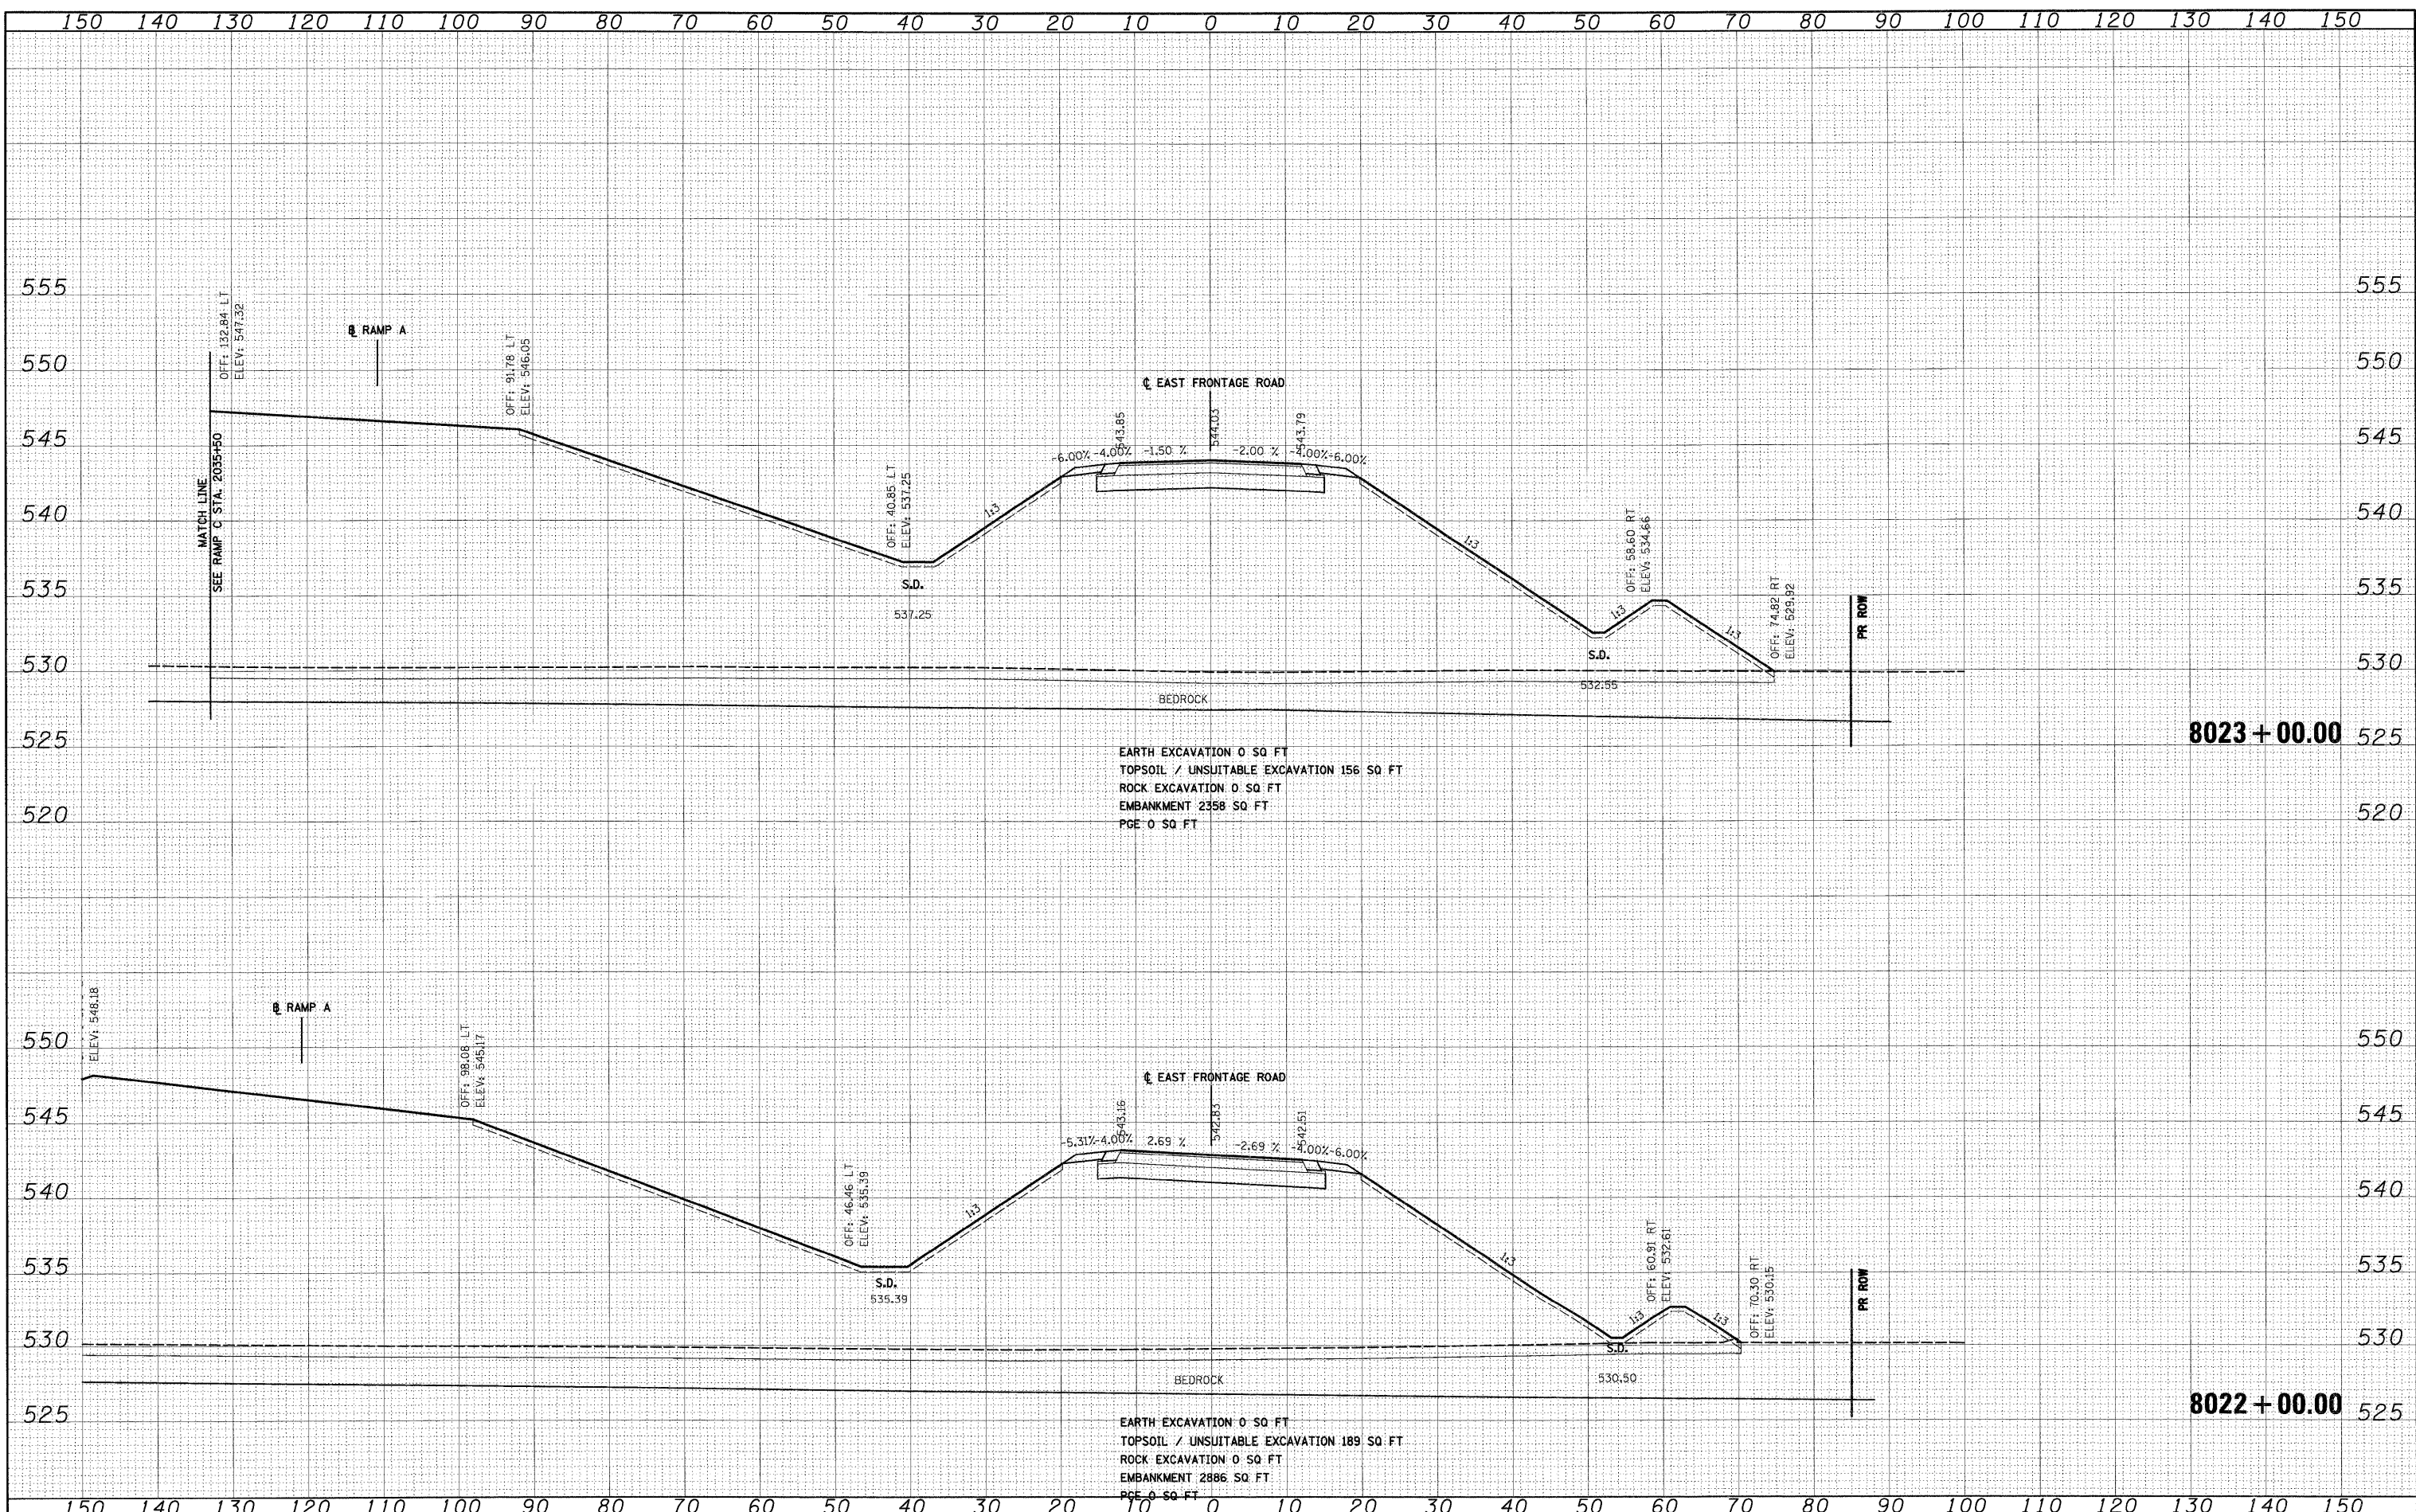 150 140 130 120 110 100 90 80 70 60 50 40 30 20 10 0 10 20 30 40 50 60 70 80 90 100 110 120 130 140 150
555 555
OFF: 132.84 LT
ELEV: 547.32
℄ RAMP A
OFF: 91.78 LT
ELEV: 546.05
550 550
℄ EAST FRONTAGE ROAD
543.85
544.03
543.79
545 545
-6.00% -4.00% -1.50 % -2.00 % -4.00% -6.00%
MATCH LINE
SEE RAMP C STA. 2035+50
OFF: 40.85 LT
ELEV: 537.25
1:3
540 540
1:3
OFF: 58.60 RT
ELEV: 534.66
S.D.
537.25
535 535
1:3
1:3
OFF: 74.82 RT
ELEV: 529.92
PR ROW
S.D.
532.55
530 530
BEDROCK
8023+00.00
525 525
EARTH EXCAVATION 0 SQ FT
TOPSOIL / UNSUITABLE EXCAVATION 156 SQ FT
ROCK EXCAVATION 0 SQ FT
EMBANKMENT 2358 SQ FT
PGE 0 SQ FT
520 520
ELEV: 548.18
℄ RAMP A
OFF: 98.08 LT
ELEV: 545.17
550 550
℄ EAST FRONTAGE ROAD
543.16
542.83
542.51
545 545
-5.31% -4.00% 2.69 % -2.69 % -4.00% -6.00%
OFF: 46.46 LT
ELEV: 535.39
1:3
540 540
1:3
OFF: 60.91 RT
ELEV: 532.61
535 535
S.D.
535.39
1:3
1:3
OFF: 70.30 RT
ELEV: 530.15
PR ROW
530 530
S.D.
530.50
BEDROCK
8022+00.00
525 525
EARTH EXCAVATION 0 SQ FT
TOPSOIL / UNSUITABLE EXCAVATION 189 SQ FT
ROCK EXCAVATION 0 SQ FT
EMBANKMENT 2886 SQ FT
PGE 0 SQ FT
150 140 130 120 110 100 90 80 70 60 50 40 30 20 10 0 10 20 30 40 50 60 70 80 90 100 110 120 130 140 150